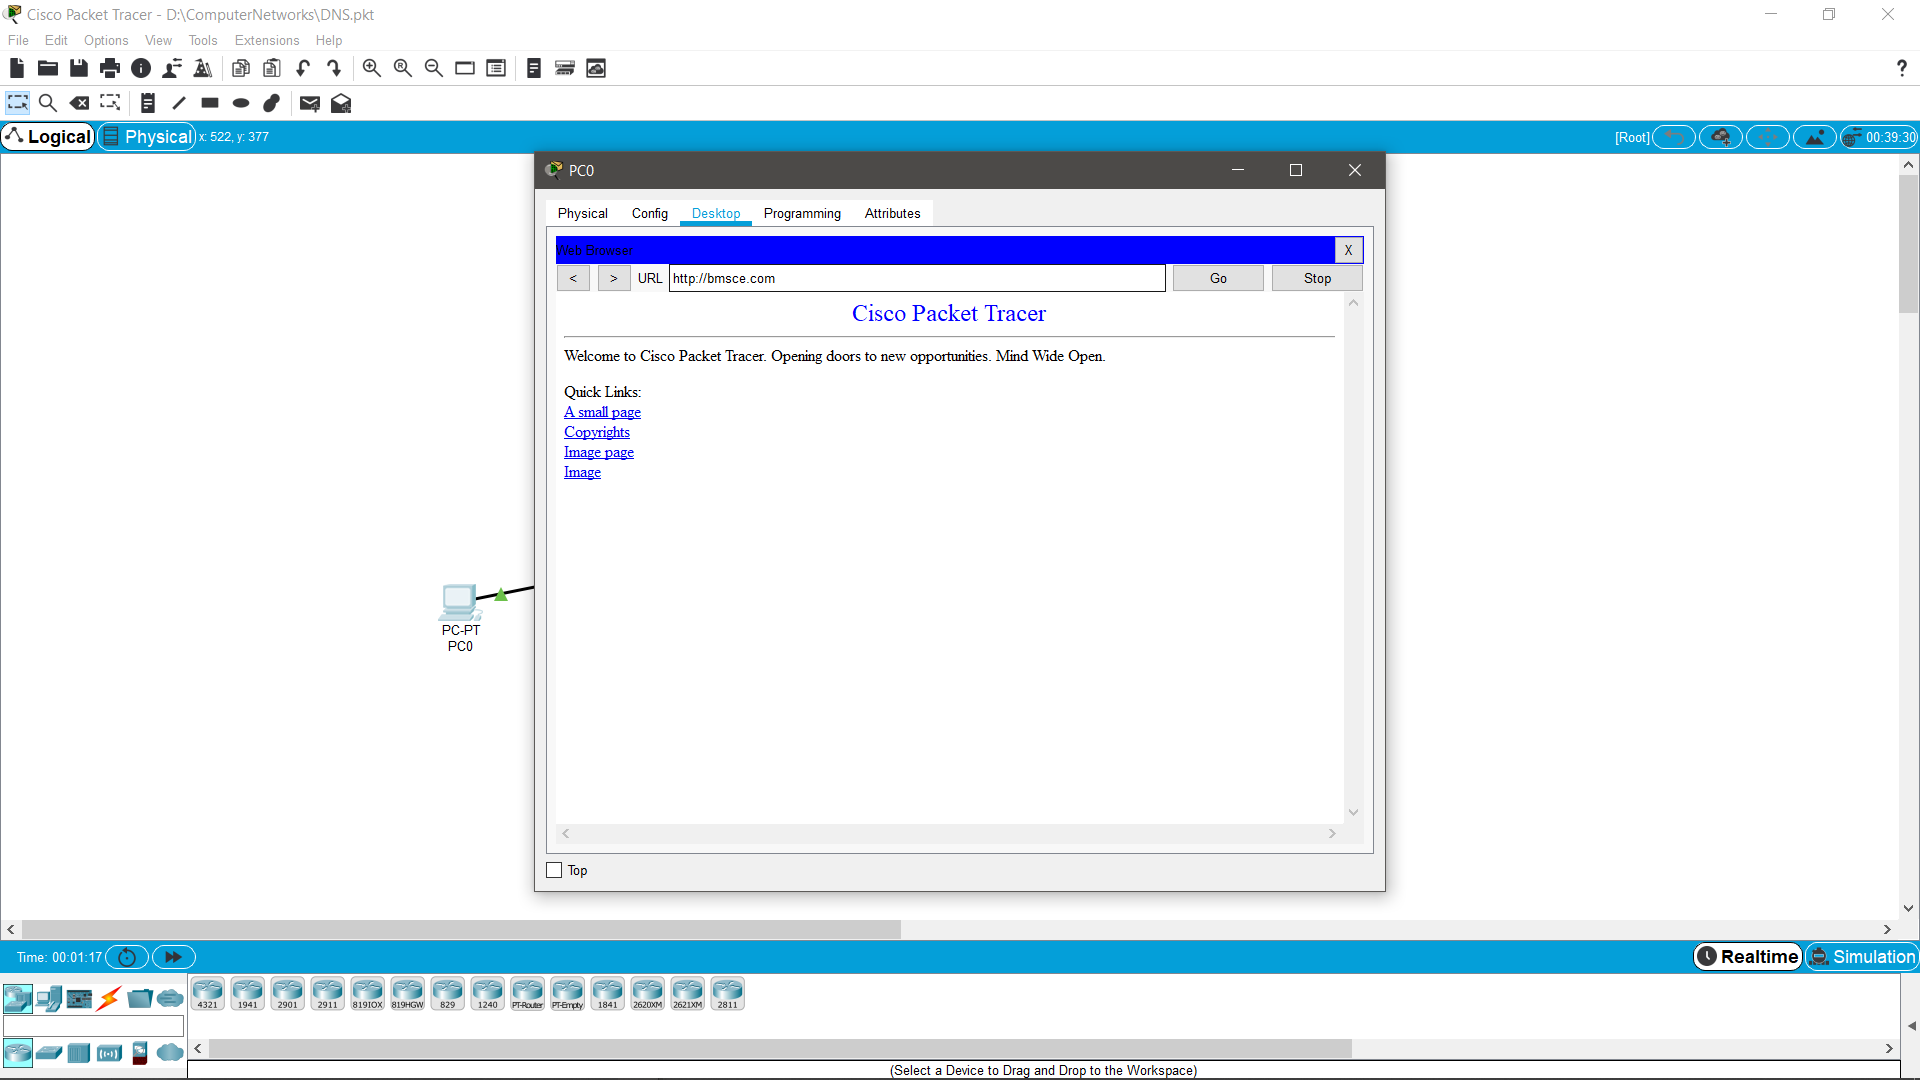 Cisco Packet Tracer - D:\ComputerNetworks\DNS.pkt
File Edit Options View Tools Extensions Help
?
Logical Physical x: 522, y: 377 [Root] 00:39:30
PC0
Physical Config Desktop Programming Attributes
Web Browser X
< > URL http://bmsce.com Go Stop
Cisco Packet Tracer
Welcome to Cisco Packet Tracer. Opening doors to new opportunities. Mind Wide Open.
Quick Links:
A small page
Copyrights
Image page
Image
PC-PT
PC0
Top
Time: 00:01:17 Realtime Simulation
4321 1941 2901 2911 819IOX 819HGW 829 1240 PT-Router PT-Empty 1841 2620XM 2621XM 2811
(Select a Device to Drag and Drop to the Workspace)